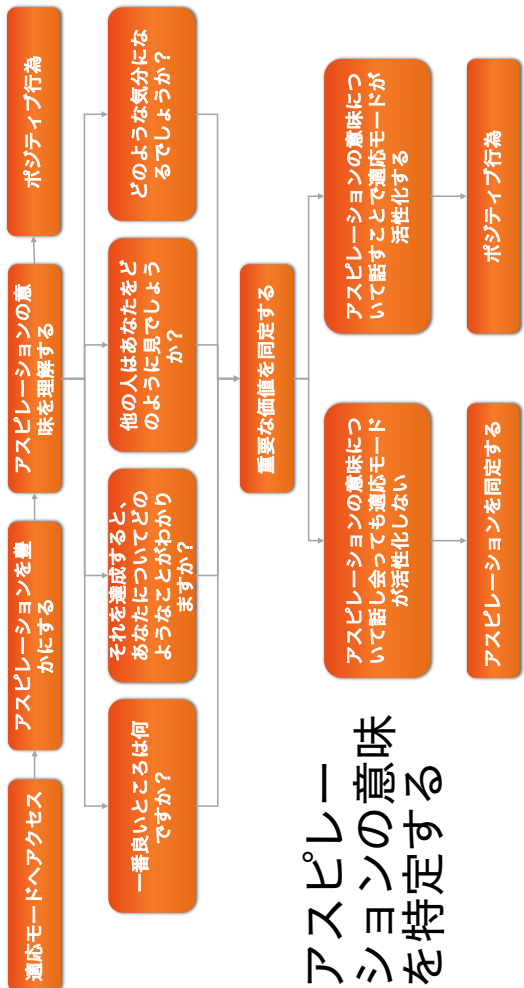 適応モードへアクセス
アスピレーションを豊
かにする
アスピレーションの意
味を理解する
ポジティブ行為
一番良いところは何
ですか？
それを達成すると、
あなたについてどの
ようなことがわかり
ますか？
他の人はあなたをど
のように見でしょう
か？
どのような気分にな
るでしょうか？
重要な価値を同定する
アスピレーションの意味につ
いて話し会っても適応モード
が活性化しない
アスピレーションの意味につ
いて話すことで適応モードが
活性化する
アスピレーションを同定する
ポジティブ行為
アスピレー
ションの意味
を特定する